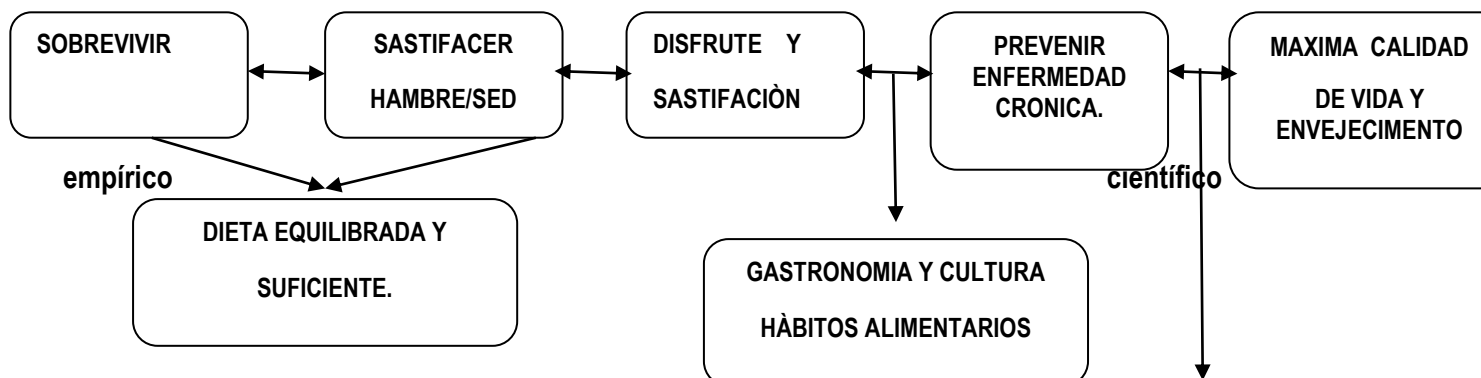 SOBREVIVIR
SASTIFACER
HAMBRE/SED
DISFRUTE Y
SASTIFACIÒN
PREVENIR
ENFERMEDAD
CRONICA.
MAXIMA CALIDAD
DE VIDA Y
ENVEJECIMENTO
empírico
científico
DIETA EQUILIBRADA Y
SUFICIENTE.
GASTRONOMIA Y CULTURA
HÀBITOS ALIMENTARIOS